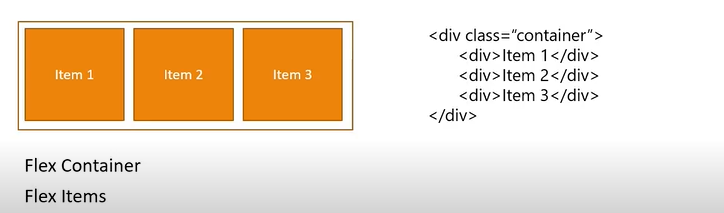 Item 1 Item 2 Item 3
<div class=“container”>
<div>Item 1</div>
<div>Item 2</div>
<div>Item 3</div>
</div>
Flex Container
Flex Items